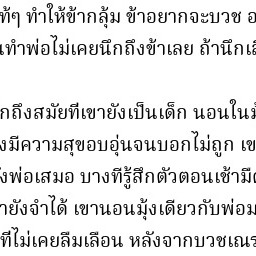 ท้ๆ ทำให้ข้ากลุ้ม ข้าอยากจะบวช อ
นทำพ่อไม่เคยนึกถึงข้าเลย ถ้านึกเสี
กถึงสมัยที่เขายังเป็นเด็ก นอนในมุ้
งมีความสุขอบอุ่นจนบอกไม่ถูก เข
งพ่อเสมอ บางทีรู้สึกตัวตอนเช้ามืด
ายังจำได้ เขานอนมุ้งเดียวกับพ่อม
ที่ไม่เคยลืมเลือน หลังจากบวชเณร